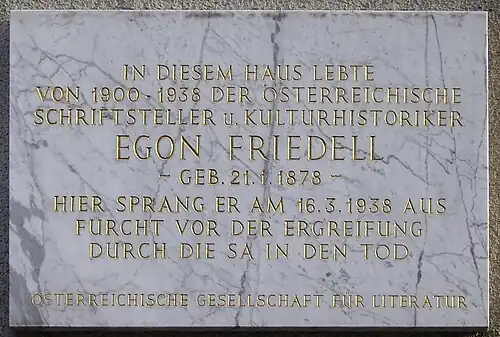 IN DIESEM HAUS LEBTE
VON 1900-1938 DER ÖSTERREICHISCHE
SCHRIFTSTELLER u. KULTURHISTORIKER
EGON FRIEDELL
- GEB. 21.1.1878 -
HIER SPRANG ER AM 16.3.1938 AUS
FURCHT VOR DER ERGREIFUNG
DURCH DIE SA IN DEN TOD
ÖSTERREICHISCHE GESELLSCHAFT FÜR LITERATUR